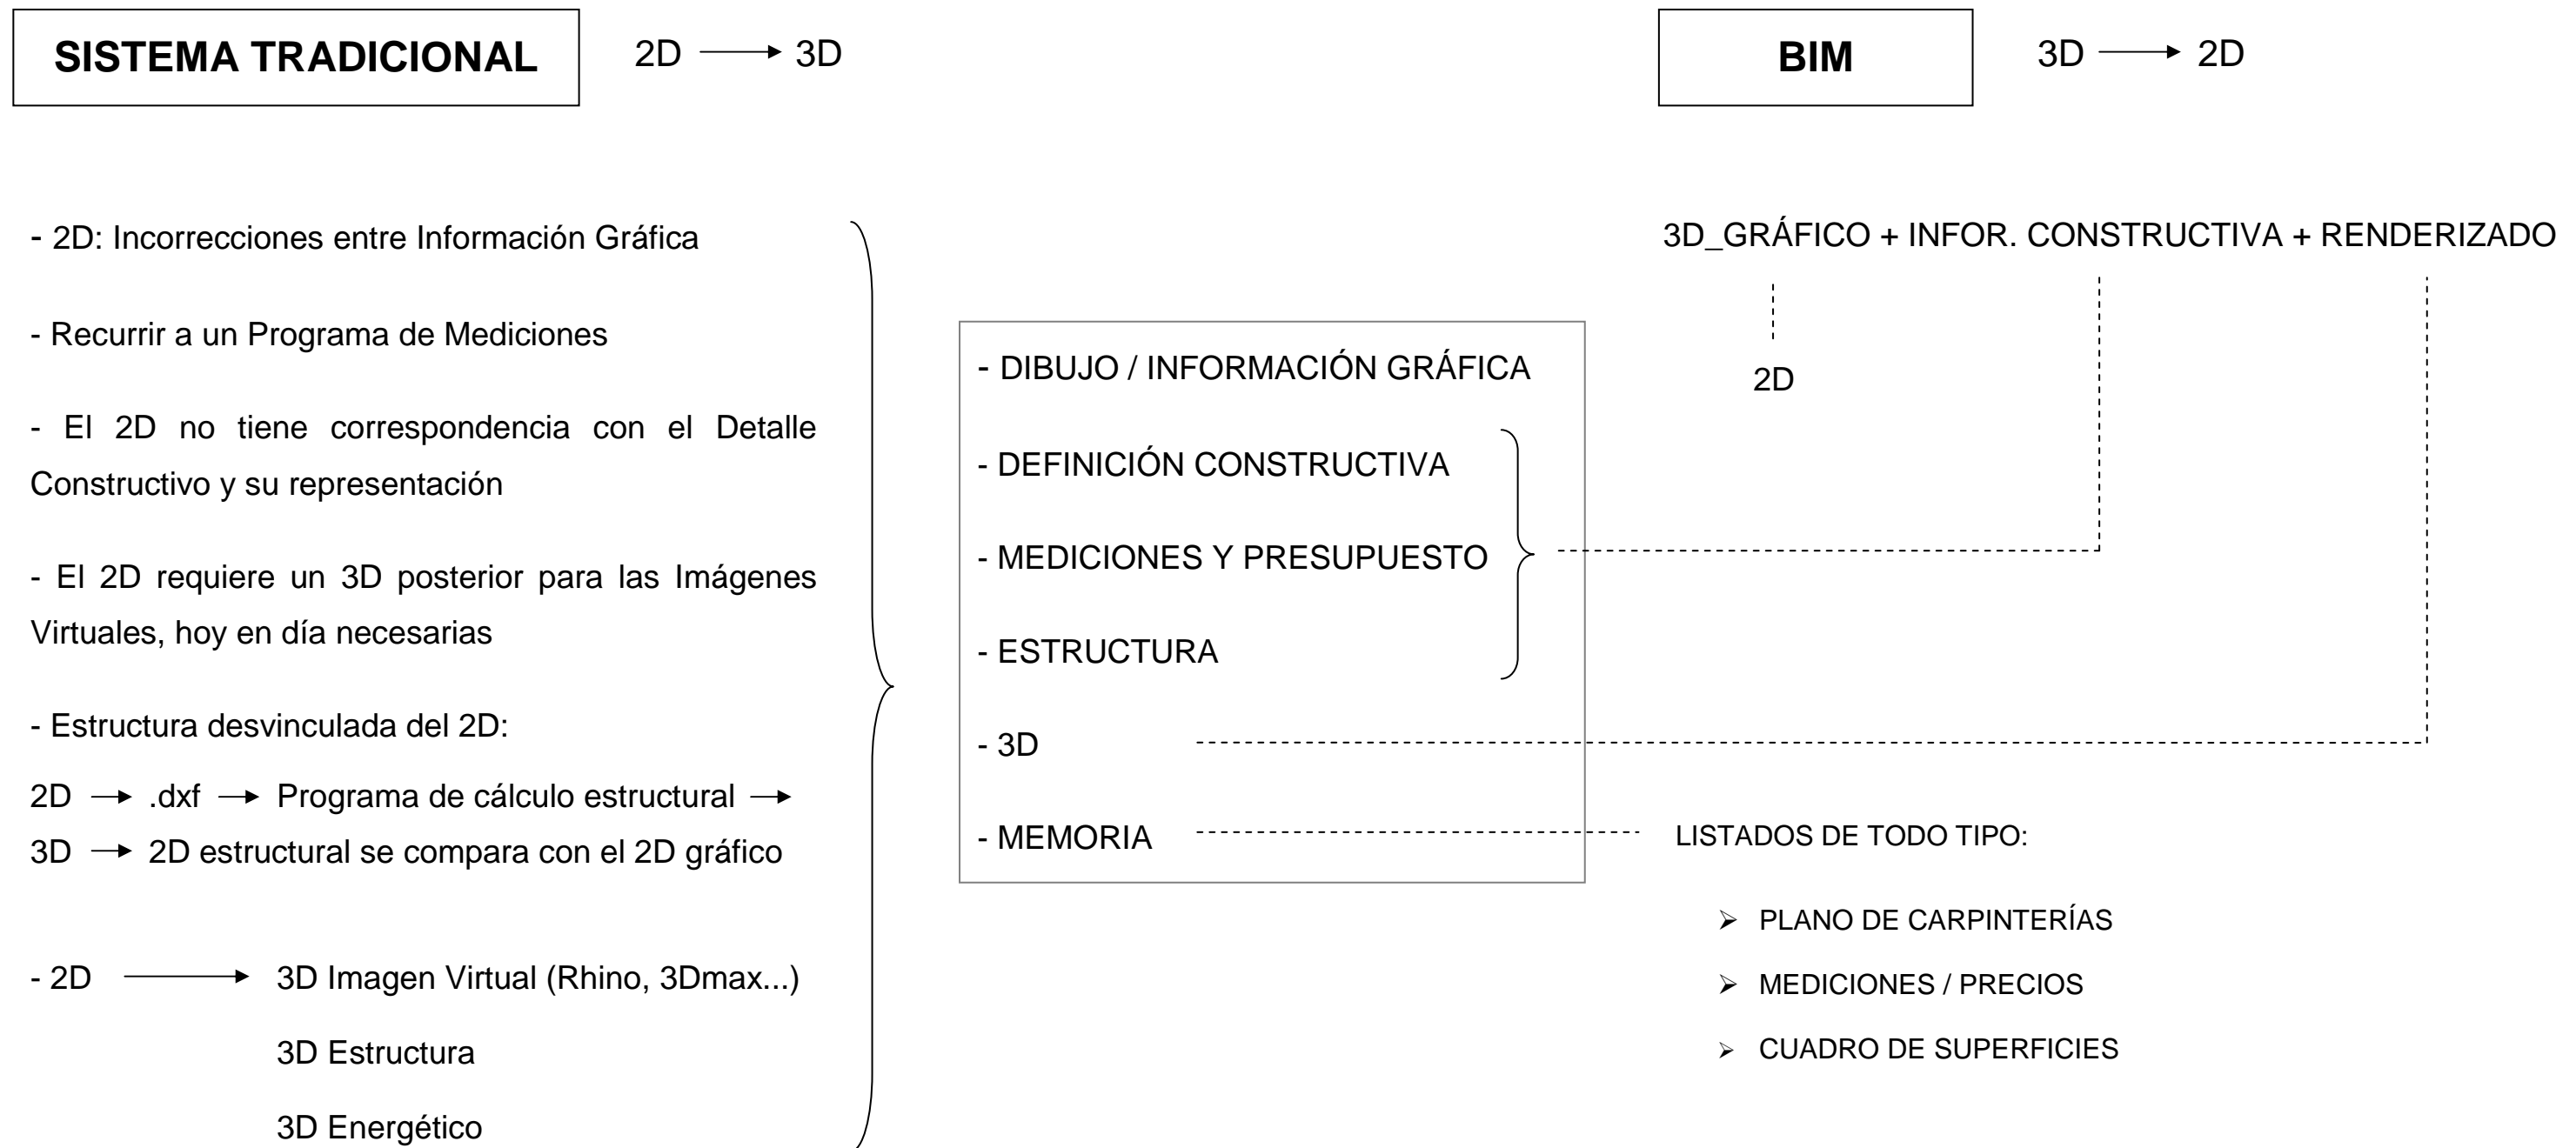 SISTEMA TRADICIONAL
2D → 3D
- 2D: Incorrecciones entre Información Gráfica
- Recurrir a un Programa de Mediciones
- El 2D no tiene correspondencia con el Detalle
Constructivo y su representación
- El 2D requiere un 3D posterior para las Imágenes
Virtuales, hoy en día necesarias
- Estructura desvinculada del 2D:
2D → .dxf → Programa de cálculo estructural →
3D → 2D estructural se compara con el 2D gráfico
- 2D → 3D Imagen Virtual (Rhino, 3Dmax...)
3D Estructura
3D Energético
- DIBUJO / INFORMACIÓN GRÁFICA
- DEFINICIÓN CONSTRUCTIVA
- MEDICIONES Y PRESUPUESTO
- ESTRUCTURA
- 3D
- MEMORIA
BIM
3D → 2D
3D_GRÁFICO + INFOR. CONSTRUCTIVA + RENDERIZADO
2D
LISTADOS DE TODO TIPO:
➢ PLANO DE CARPINTERÍAS
➢ MEDICIONES / PRECIOS
➢ CUADRO DE SUPERFICIES